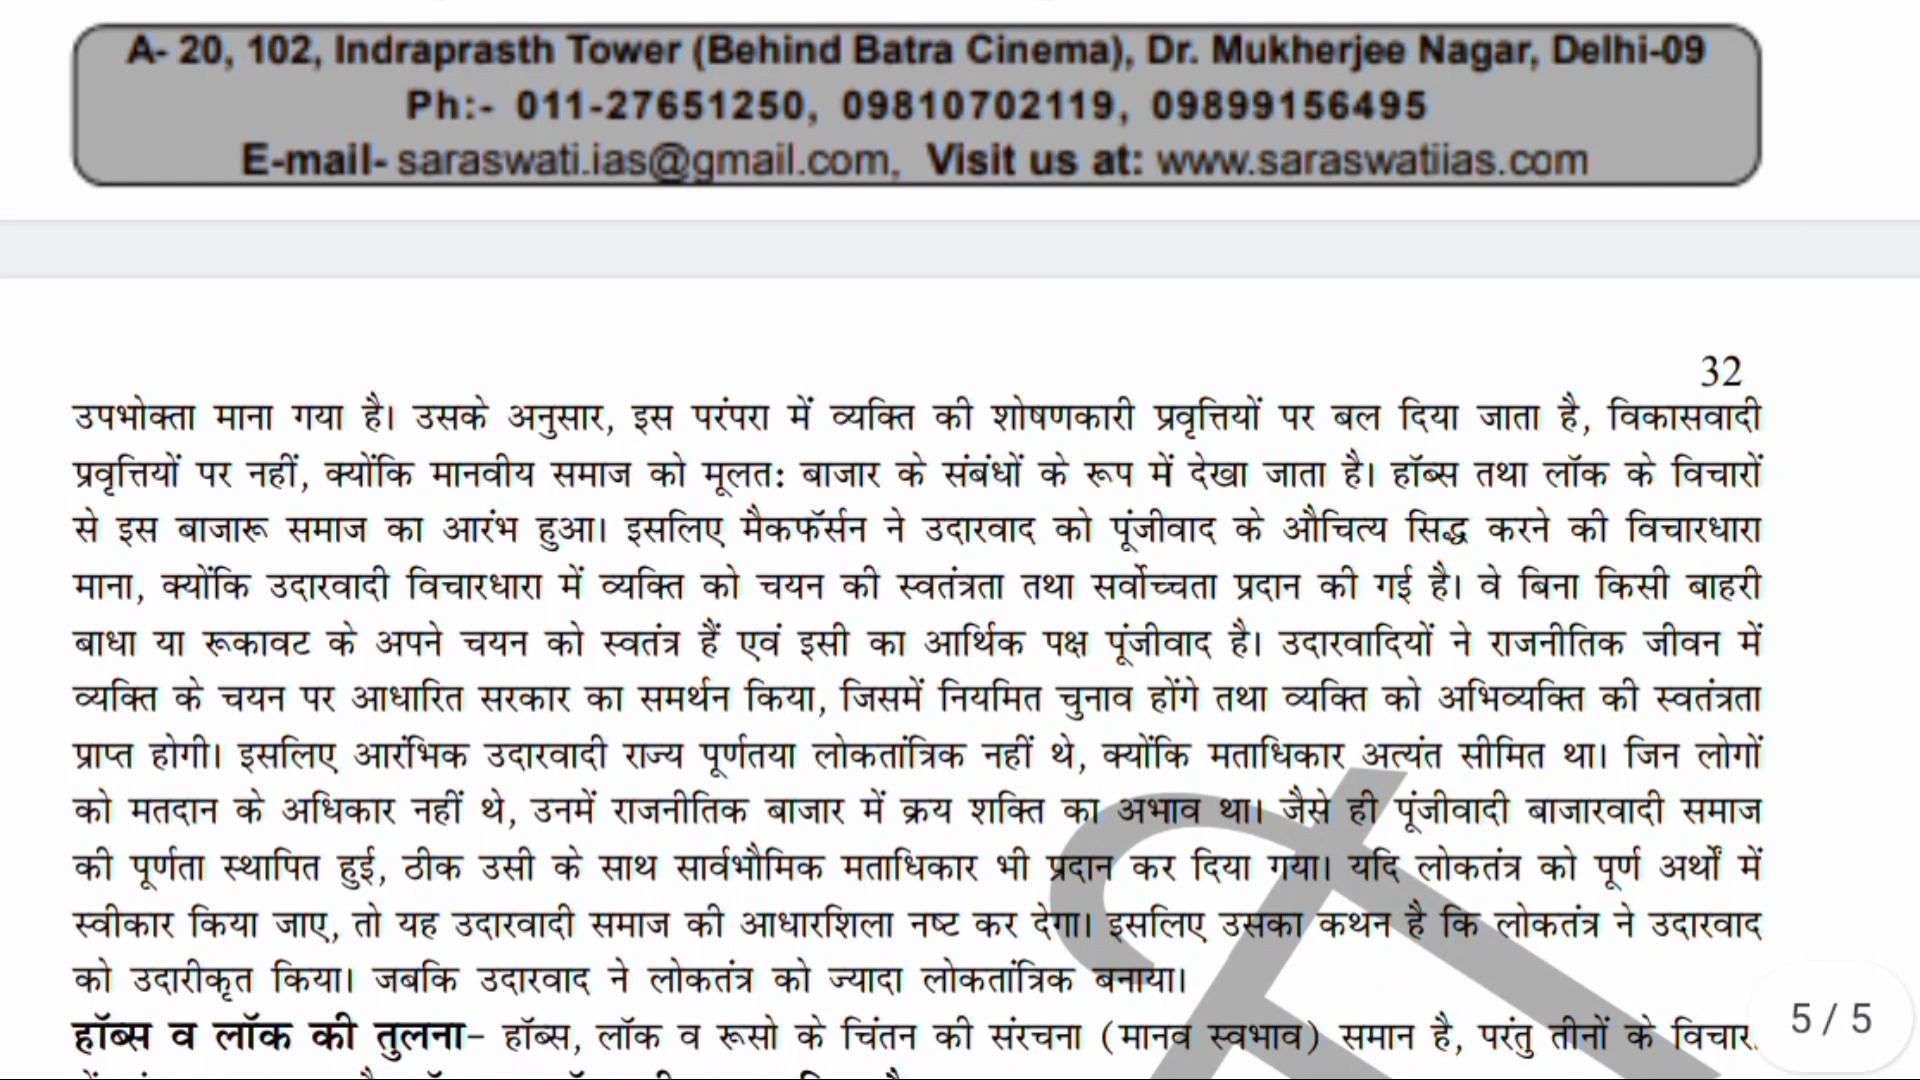 A- 20, 102, Indraprasth Tower (Behind Batra Cinema), Dr. Mukherjee Nagar, Delhi-09
Ph:- 011-27651250, 09810702119, 09899156495
E-mail- saraswati.ias@gmail.com, Visit us at: www.saraswatiias.com
32
उपभोक्ता माना गया है। उसके अनुसार, इस परंपरा में व्यक्ति की शोषणकारी प्रवृत्तियों पर बल दिया जाता है, विकासवादी
प्रवृत्तियों पर नहीं, क्योंकि मानवीय समाज को मूलत: बाजार के संबंधों के रूप में देखा जाता है। हॉब्स तथा लॉक के विचारों
से इस बाजारू समाज का आरंभ हुआ। इसलिए मैकफॅर्सन ने उदारवाद को पूंजीवाद के औचित्य सिद्ध करने की विचारधारा
माना, क्योंकि उदारवादी विचारधारा में व्यक्ति को चयन की स्वतंत्रता तथा सर्वोच्चता प्रदान की गई है। वे बिना किसी बाहरी
बाधा या रूकावट के अपने चयन को स्वतंत्र हैं एवं इसी का आर्थिक पक्ष पूंजीवाद है। उदारवादियों ने राजनीतिक जीवन में
व्यक्ति के चयन पर आधारित सरकार का समर्थन किया, जिसमें नियमित चुनाव होंगे तथा व्यक्ति को अभिव्यक्ति की स्वतंत्रता
प्राप्त होगी। इसलिए आरंभिक उदारवादी राज्य पूर्णतया लोकतांत्रिक नहीं थे, क्योंकि मताधिकार अत्यंत सीमित था। जिन लोगों
को मतदान के अधिकार नहीं थे, उनमें राजनीतिक बाजार में क्रय शक्ति का अभाव था। जैसे ही पूंजीवादी बाजारवादी समाज
की पूर्णता स्थापित हुई, ठीक उसी के साथ सार्वभौमिक मताधिकार भी प्रदान कर दिया गया। यदि लोकतंत्र को पूर्ण अर्थों में
स्वीकार किया जाए, तो यह उदारवादी समाज की आधारशिला नष्ट कर देगा। इसलिए उसका कथन है कि लोकतंत्र ने उदारवाद
को उदारीकृत किया। जबकि उदारवाद ने लोकतंत्र को ज्यादा लोकतांत्रिक बनाया।
हॉब्स व लॉक की तुलना- हॉब्स, लॉक व रूसो के चिंतन की संरचना (मानव स्वभाव) समान है, परंतु तीनों के विचार
5 / 5